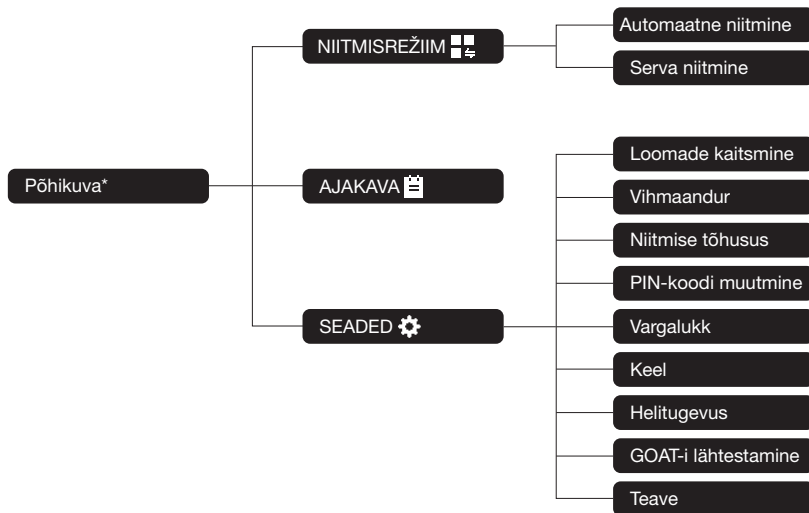 Põhikuva*
NIITMISREŽIIM
Automaatne niitmine
Serva niitmine
AJAKAVA
SEADED
Loomade kaitsmine
Vihmaandur
Niitmise tõhusus
PIN-koodi muutmine
Vargalukk
Keel
Helitugevus
GOAT-i lähtestamine
Teave